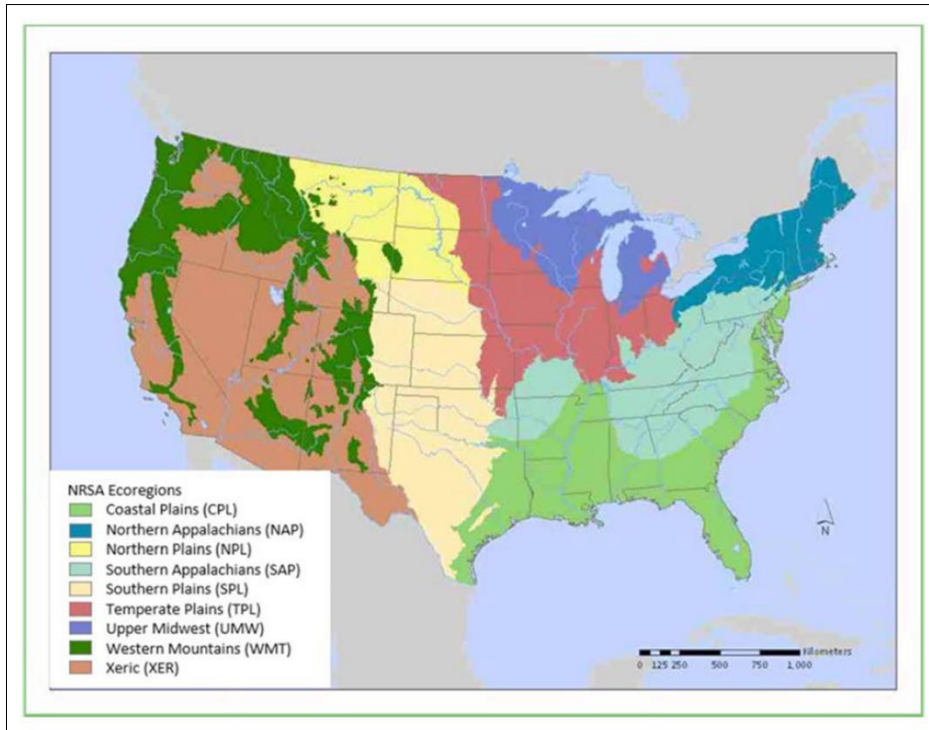 NRSA Ecoregions
Coastal Plains (CPL)
Northern Appalachians (NAP)
Northern Plains (NPL)
Southern Appalachians (SAP)
Southern Plains (SPL)
Temperate Plains (TPL)
Upper Midwest (UMW)
Western Mountains (WMT)
Xeric (XER)
N
Kilometers
0 125 250 500 750 1,000